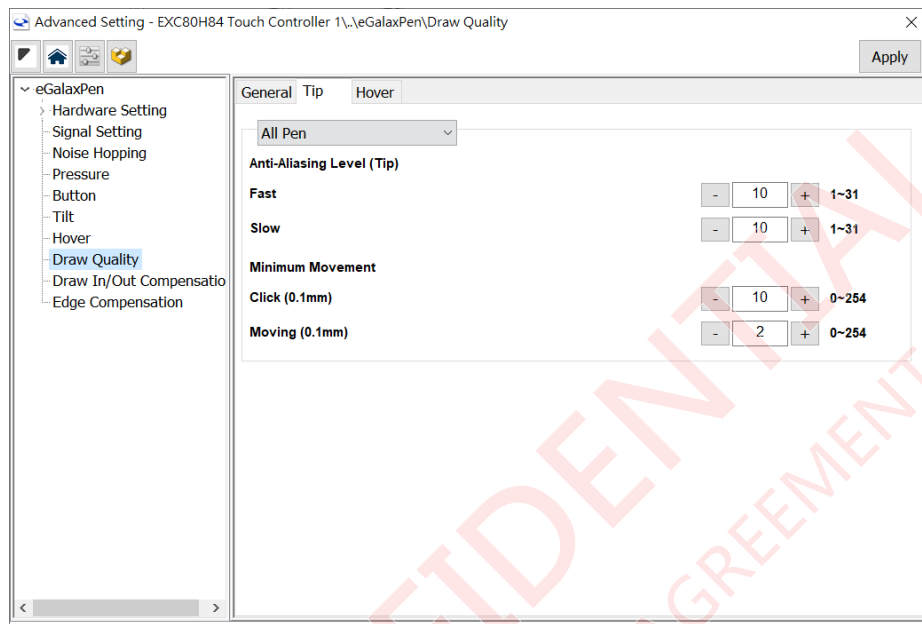 Advanced Setting - EXC80H84 Touch Controller 1\..\eGalaxPen\Draw Quality
Apply
eGalaxPen
Hardware Setting
Signal Setting
Noise Hopping
Pressure
Button
Tilt
Hover
Draw Quality
Draw In/Out Compensatio
Edge Compensation
General Tip Hover
All Pen
Anti-Aliasing Level (Tip)
Fast - 10 + 1~31
Slow - 10 + 1~31
Minimum Movement
Click (0.1mm) - 10 + 0~254
Moving (0.1mm) - 2 + 0~254
FIDENTIAL
AGREEMENT